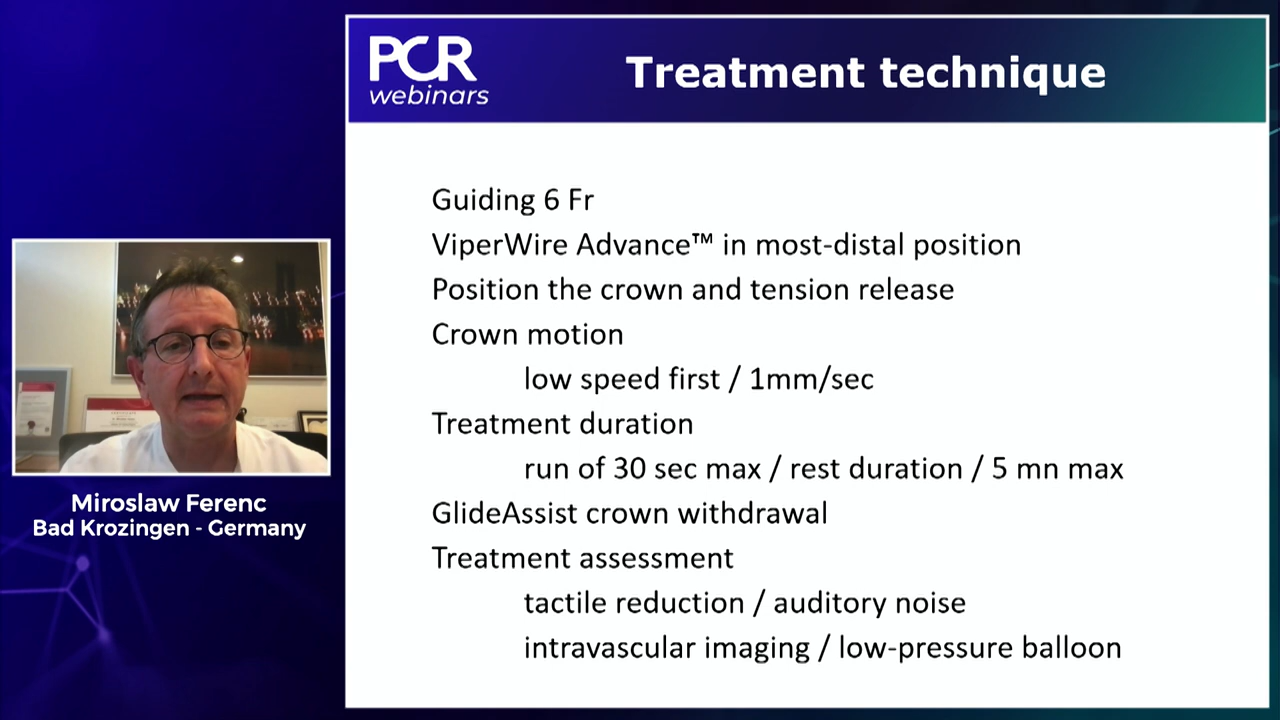 PCR
webinars
Treatment technique
Guiding 6 Fr
ViperWire Advance™ in most-distal position
Position the crown and tension release
Crown motion
low speed first / 1mm/sec
Treatment duration
run of 30 sec max / rest duration / 5 mn max
GlideAssist crown withdrawal
Treatment assessment
tactile reduction / auditory noise
intravascular imaging / low-pressure balloon
Miroslaw Ferenc
Bad Krozingen - Germany